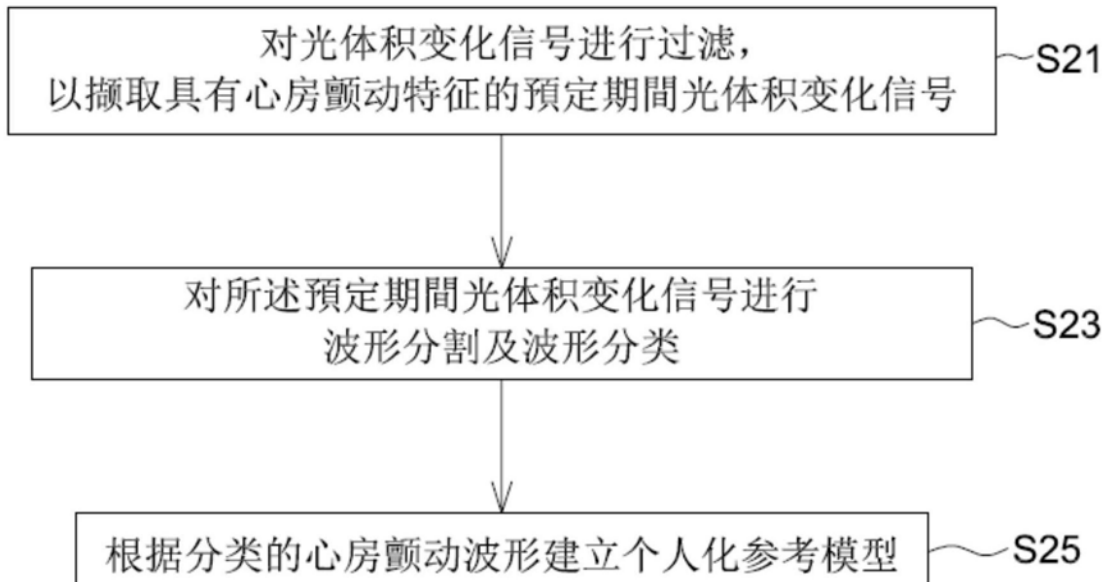 对光体积变化信号进行过滤，
以撷取具有心房颤动特征的預定期間光体积变化信号
S21
对所述預定期間光体积变化信号进行
波形分割及波形分类
S23
根据分类的心房颤动波形建立个人化参考模型
S25